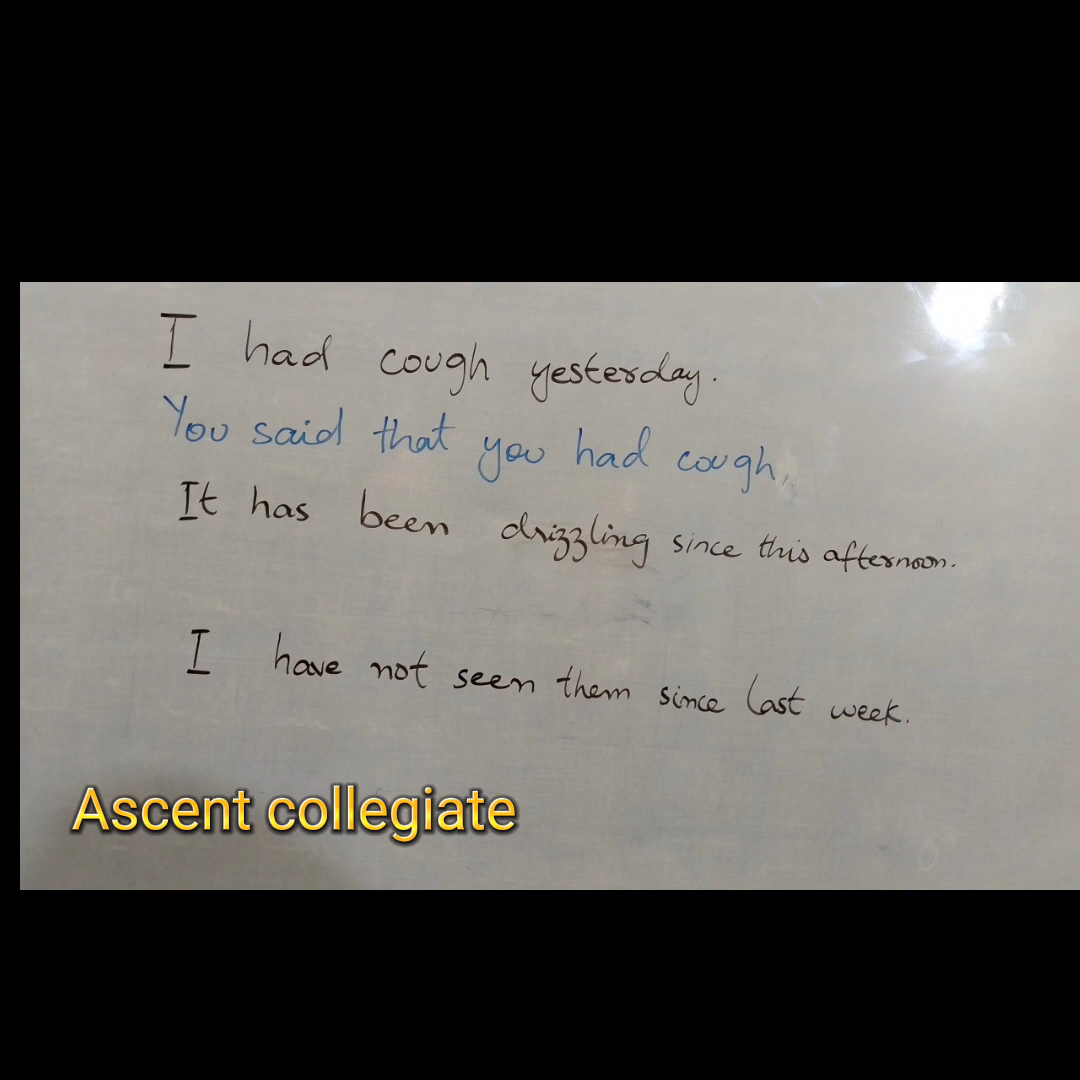 I had cough yesterday.
You said that you had cough,
It has been drizzling since this afternoon.
I have not seen them since last week.
Ascent collegiate